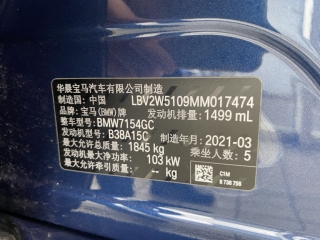 华晨宝马汽车有限公司制造
制造国：中国 LBV2W5109MM017474
品牌：宝马(BMW)牌 发动机排量：1499 mL
整车型号：BMW7154GC
发动机型号：B38A15C 制造年月：2021-03
最大允许总质量：1845 kg 乘坐人数：5
发动机最大净功率：103 kW
最大允许牵引质量：-- kg
C1M
8 738 798